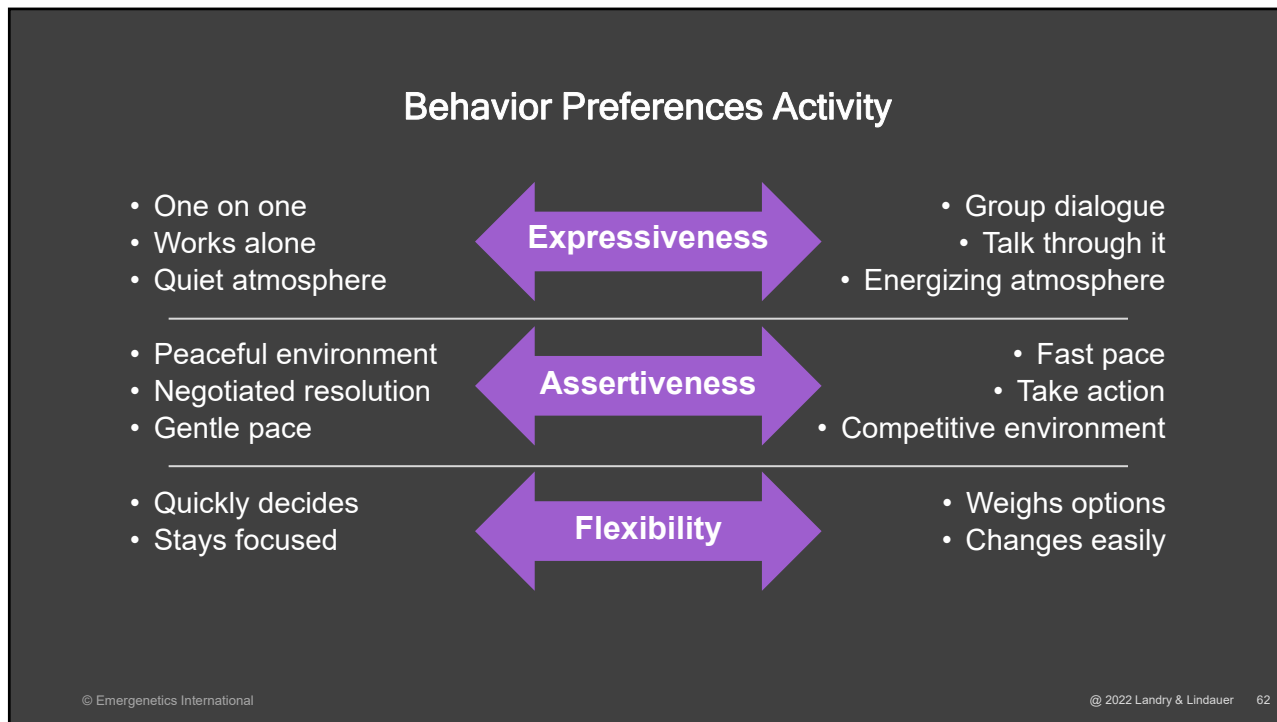 Behavior Preferences Activity
• One on one
• Works alone
• Quiet atmosphere
Expressiveness
• Group dialogue
• Talk through it
• Energizing atmosphere
• Peaceful environment
• Negotiated resolution
• Gentle pace
Assertiveness
• Fast pace
• Take action
• Competitive environment
• Quickly decides
• Stays focused
Flexibility
• Weighs options
• Changes easily
© Emergenetics International
@ 2022 Landry & Lindauer 62